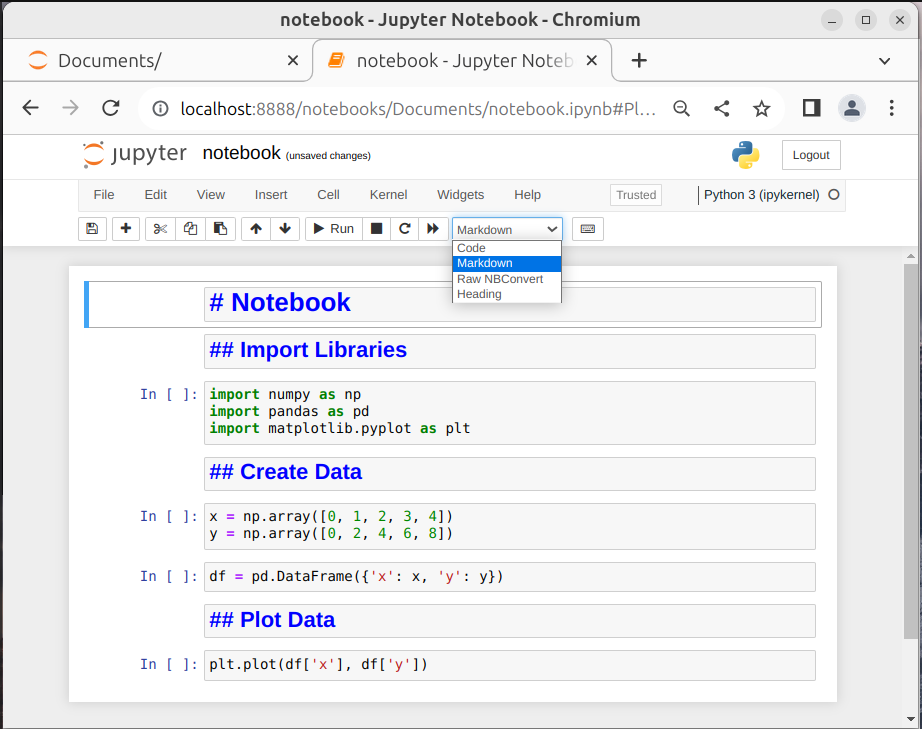 notebook - Jupyter Notebook - Chromium
Documents/
notebook - Jupyter Noteb
localhost:8888/notebooks/Documents/notebook.ipynb#Pl...
jupyter notebook (unsaved changes)
Logout
File Edit View Insert Cell Kernel Widgets Help Trusted Python 3 (ipykernel)
Run Markdown
Code
Markdown
Raw NBConvert
Heading
# Notebook
## Import Libraries
In [ ]: import numpy as np
import pandas as pd
import matplotlib.pyplot as plt
## Create Data
In [ ]: x = np.array([0, 1, 2, 3, 4])
y = np.array([0, 2, 4, 6, 8])
In [ ]: df = pd.DataFrame({'x': x, 'y': y})
## Plot Data
In [ ]: plt.plot(df['x'], df['y'])